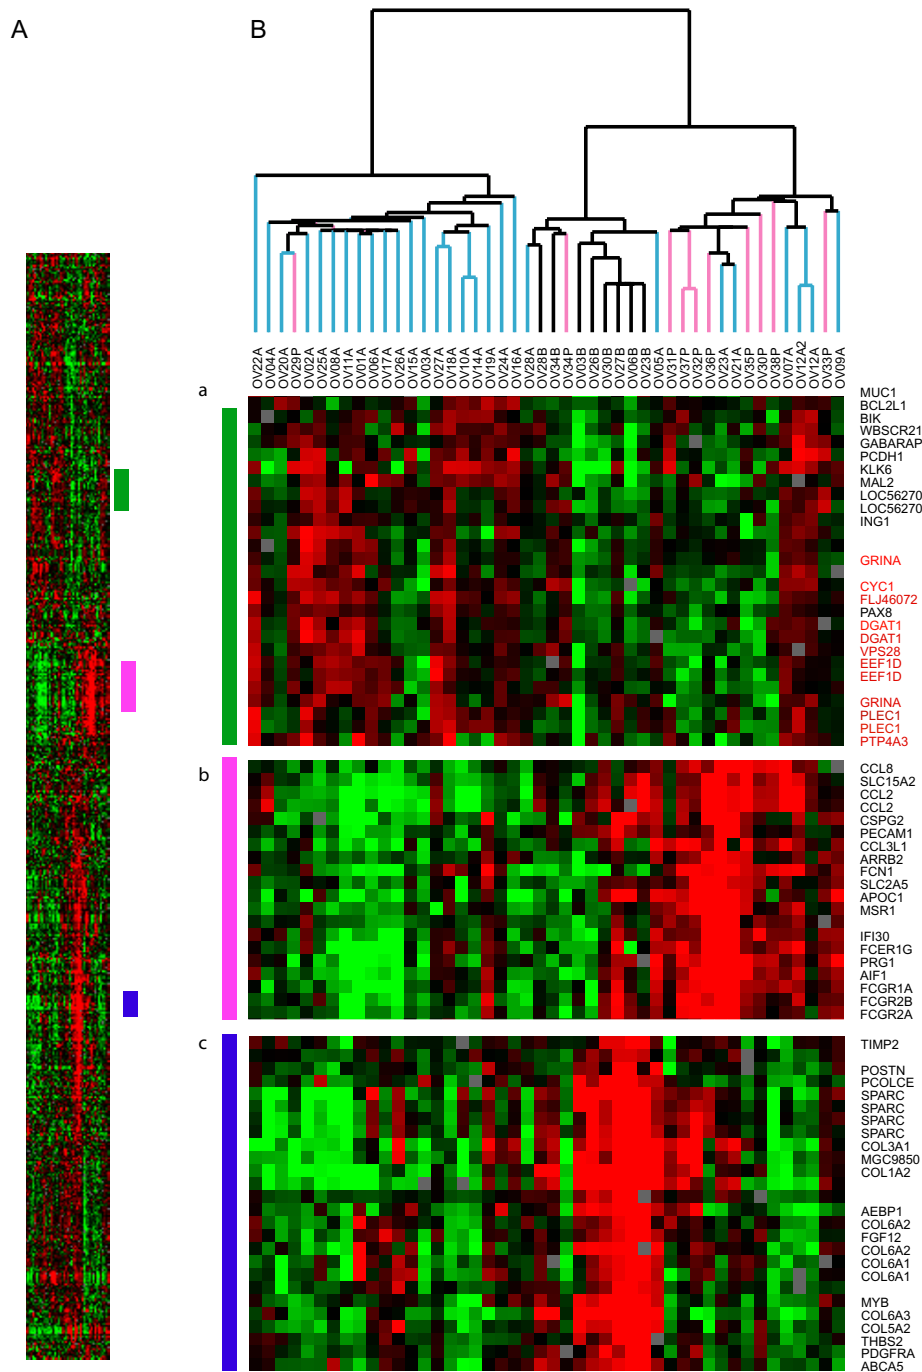 A
B
OV22A
OV04A
OV20A
OV29P
OV02A
OV25A
OV08A
OV11A
OV01A
OV06A
OV17A
OV26A
OV15A
OV03A
OV27A
OV18A
OV10A
OV14A
OV19A
OV24A
OV16A
OV28A
OV28B
OV34B
OV34P
OV03B
OV26B
OV30B
OV27B
OV06B
OV23B
OV05A
OV31P
OV37P
OV32P
OV36P
OV23A
OV21A
OV35P
OV30P
OV38P
OV07A
OV12A2
OV12A
OV33P
OV09A
a
MUC1
BCL2L1
BIK
WBSCR21
GABARAP
PCDH1
KLK6
MAL2
LOC56270
LOC56270
ING1
GRINA
CYC1
FLJ46072
PAX8
DGAT1
DGAT1
VPS28
EEF1D
EEF1D
GRINA
PLEC1
PLEC1
PTP4A3
b
CCL8
SLC15A2
CCL2
CCL2
CSPG2
PECAM1
CCL3L1
ARRB2
FCN1
SLC2A5
APOC1
MSR1
IFI30
FCER1G
PRG1
AIF1
FCGR1A
FCGR2B
FCGR2A
c
TIMP2
POSTN
PCOLCE
SPARC
SPARC
SPARC
SPARC
COL3A1
MGC9850
COL1A2
AEBP1
COL6A2
FGF12
COL6A2
COL6A1
COL6A1
MYB
COL6A3
COL5A2
THBS2
PDGFRA
ABCA5